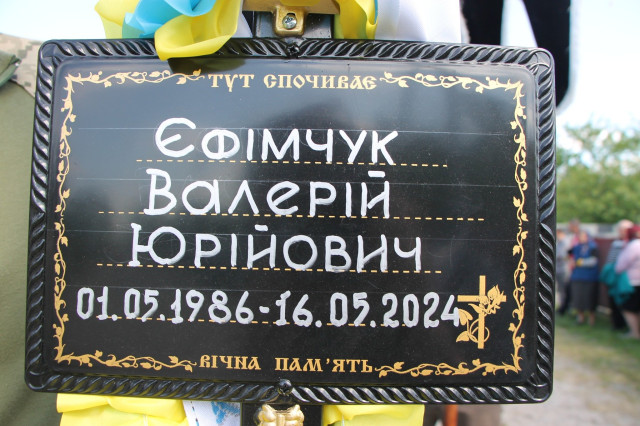 ТУТ СПОЧИВАЄ
ЄФІМЧУК
ВАЛЕРІЙ
ЮРІЙОВИЧ
01.05.1986-16.05.2024
ВІЧНА ПАМ'ЯТЬ